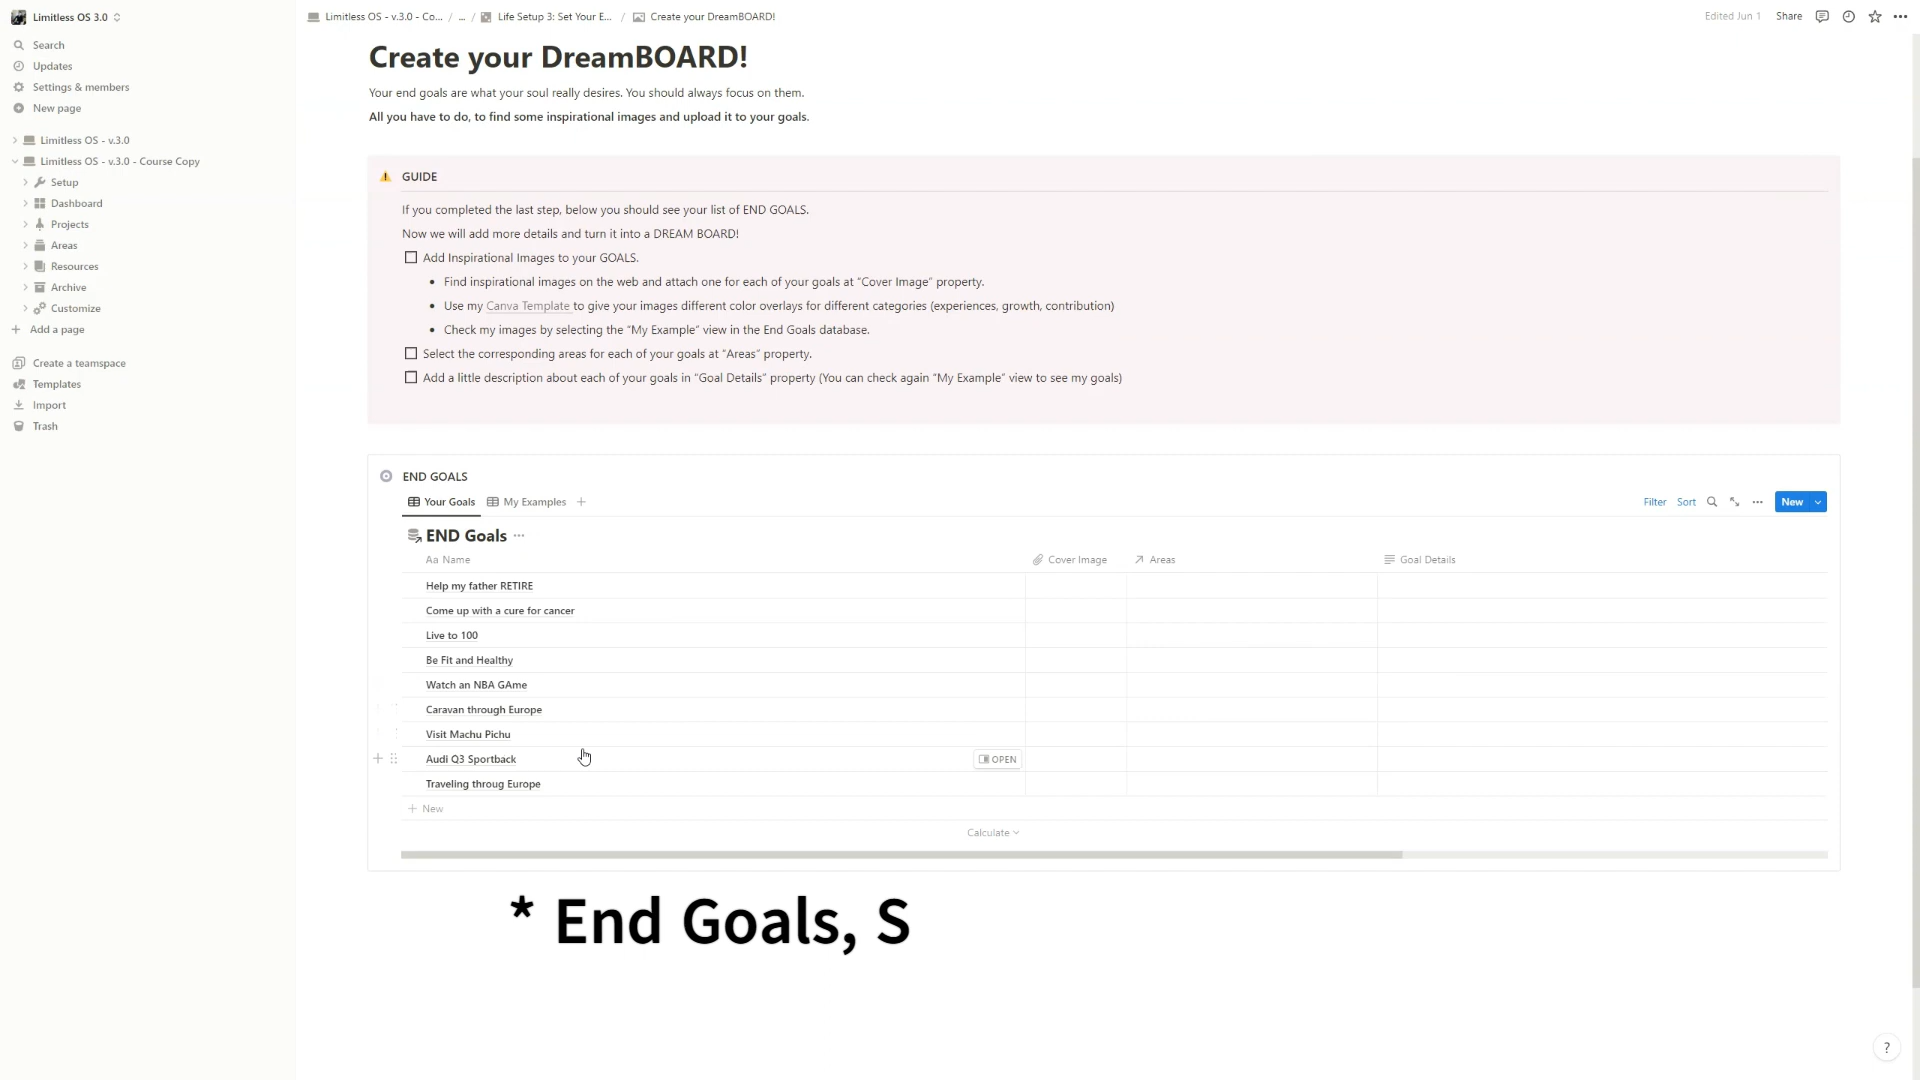 Limitless OS 3.0
Search
Updates
Settings & members
New page
Limitless OS - v.3.0
Limitless OS - v.3.0 - Course Copy
Setup
Dashboard
Projects
Areas
Resources
Archive
Customize
Add a page
Create a teamspace
Templates
Import
Trash
Limitless OS - v.3.0 - Co... / ... / Life Setup 3: Set Your E... / Create your DreamBOARD!
Edited Jun 1 Share
Create your DreamBOARD!
Your end goals are what your soul really desires. You should always focus on them.
All you have to do, to find some inspirational images and upload it to your goals.
GUIDE
If you completed the last step, below you should see your list of END GOALS.
Now we will add more details and turn it into a DREAM BOARD!
Add Inspirational Images to your GOALS.
• Find inspirational images on the web and attach one for each of your goals at “Cover Image” property.
• Use my Canva Template to give your images different color overlays for different categories (experiences, growth, contribution)
• Check my images by selecting the “My Example” view in the End Goals database.
Select the corresponding areas for each of your goals at “Areas” property.
Add a little description about each of your goals in “Goal Details” property (You can check again “My Example” view to see my goals)
END GOALS
Your Goals My Examples
Filter Sort New
END Goals
Aa Name Cover Image Areas Goal Details
Help my father RETIRE
Come up with a cure for cancer
Live to 100
Be Fit and Healthy
Watch an NBA GAme
Caravan through Europe
Visit Machu Pichu
Audi Q3 Sportback OPEN
Traveling throug Europe
New
Calculate
* End Goals, S
?